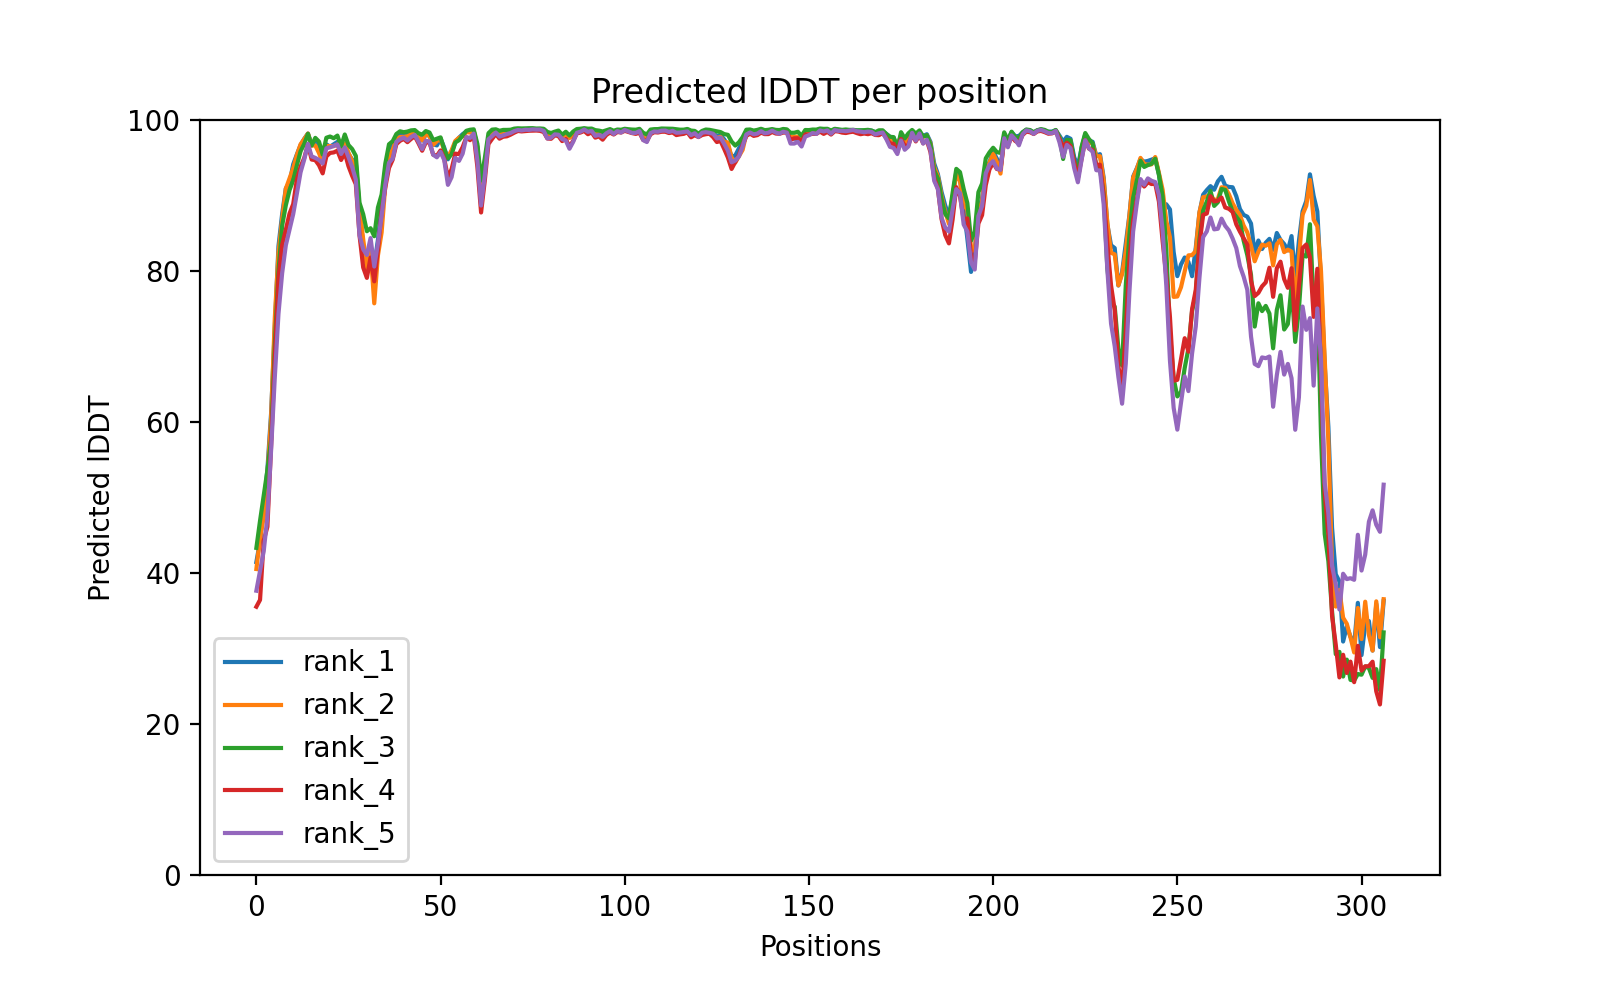 Predicted lDDT per position
Predicted lDDT
100
80
60
40
20
0
rank_1
rank_2
rank_3
rank_4
rank_5
0 50 100 150 200 250 300
Positions